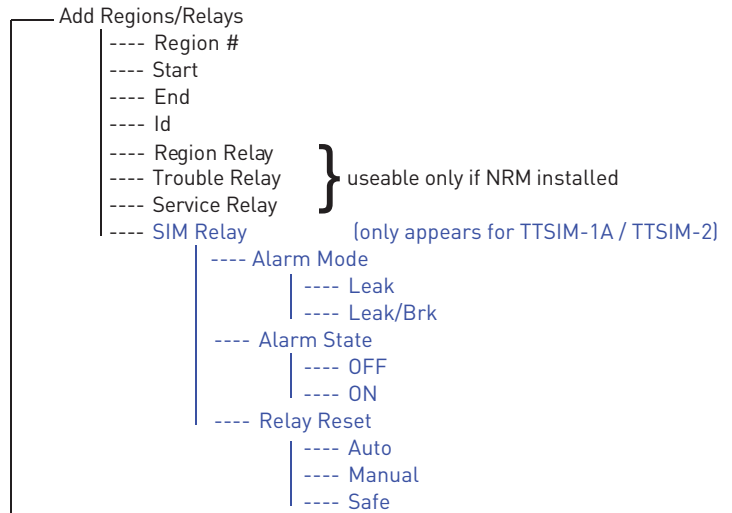 Add Regions/Relays
---- Region #
---- Start
---- End
---- Id
---- Region Relay
---- Trouble Relay } useable only if NRM installed
---- Service Relay
---- SIM Relay (only appears for TTSIM-1A / TTSIM-2)
---- Alarm Mode
---- Leak
---- Leak/Brk
---- Alarm State
---- OFF
---- ON
---- Relay Reset
---- Auto
---- Manual
---- Safe